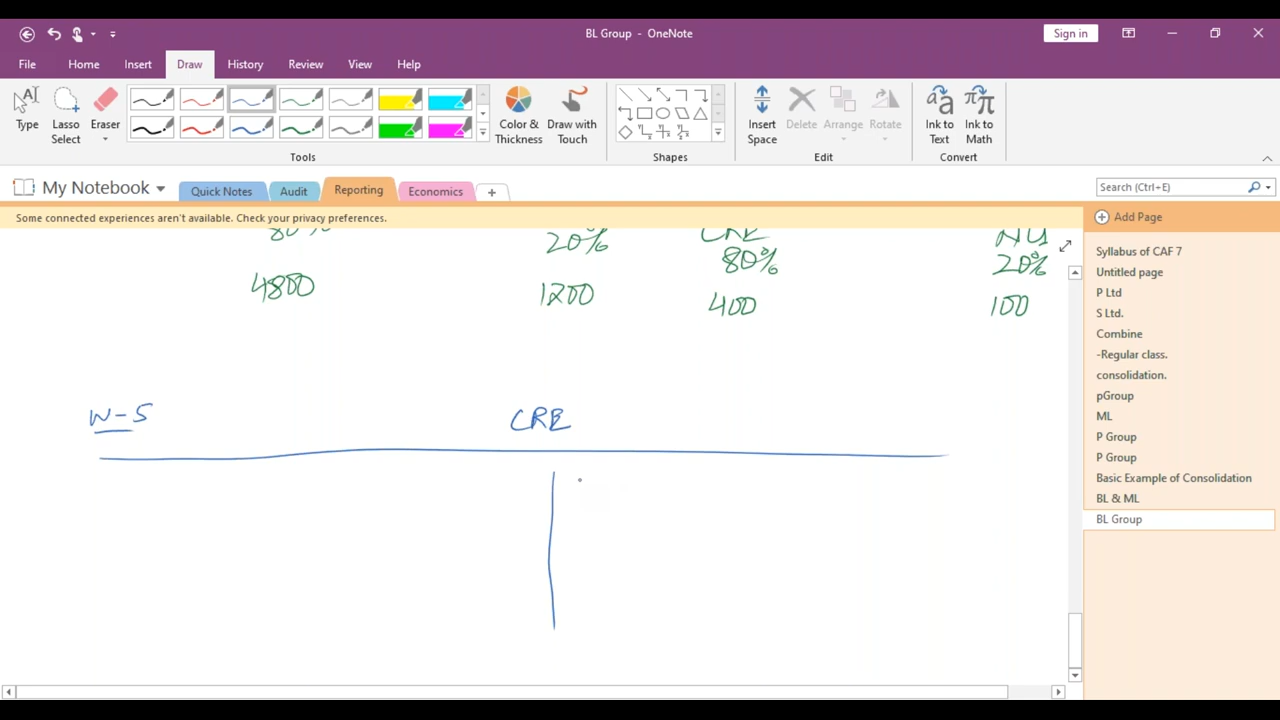 BL Group - OneNote
Sign in
File Home Insert Draw History Review View Help
Type
Lasso Select
Eraser
Color & Thickness
Draw with Touch
Insert Space
Delete
Arrange
Rotate
Ink to Text
Ink to Math
Tools
Shapes
Edit
Convert
My Notebook
Quick Notes
Audit
Reporting
Economics
Search (Ctrl+E)
Some connected experiences aren't available. Check your privacy preferences.
Add Page
Syllabus of CAF 7
Untitled page
P Ltd
S Ltd.
Combine
-Regular class.
consolidation.
pGroup
ML
P Group
P Group
Basic Example of Consolidation
BL & ML
BL Group
80% 20% CRE 80% 20%
4800 1200 400 100
W-5 CRE